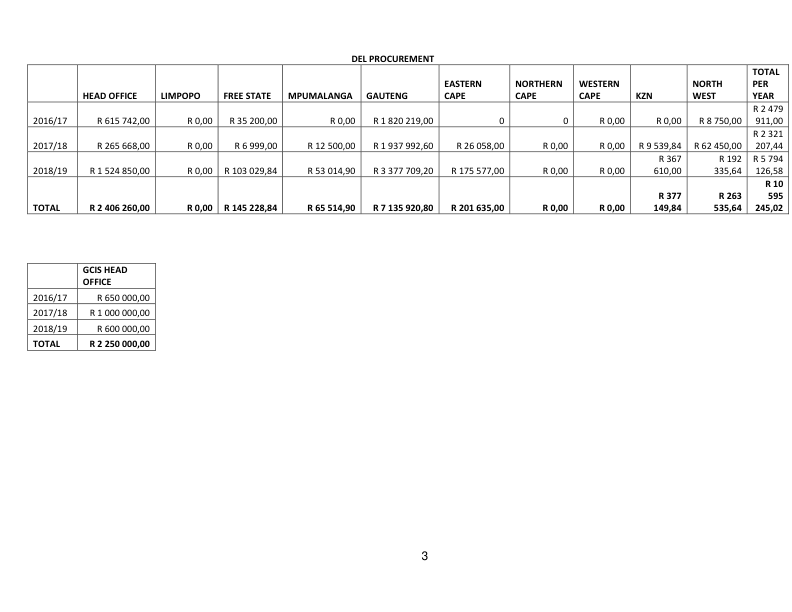 DEL PROCUREMENT
HEAD OFFICE LIMPOPO FREE STATE MPUMALANGA GAUTENG EASTERN CAPE NORTHERN CAPE WESTERN CAPE KZN NORTH WEST TOTAL PER YEAR
2016/17 R 615 742,00 R 0,00 R 35 200,00 R 0,00 R 1 820 219,00 0 0 R 0,00 R 0,00 R 8 750,00 R 2 479 911,00
2017/18 R 265 668,00 R 0,00 R 6 999,00 R 12 500,00 R 1 937 992,60 R 26 058,00 R 0,00 R 0,00 R 9 539,84 R 62 450,00 R 2 321 207,44
2018/19 R 1 524 850,00 R 0,00 R 103 029,84 R 53 014,90 R 3 377 709,20 R 175 577,00 R 0,00 R 0,00 R 367 610,00 R 192 335,64 R 5 794 126,58
TOTAL R 2 406 260,00 R 0,00 R 145 228,84 R 65 514,90 R 7 135 920,80 R 201 635,00 R 0,00 R 0,00 R 377 149,84 R 263 535,64 R 10 595 245,02
GCIS HEAD OFFICE
2016/17 R 650 000,00
2017/18 R 1 000 000,00
2018/19 R 600 000,00
TOTAL R 2 250 000,00
3